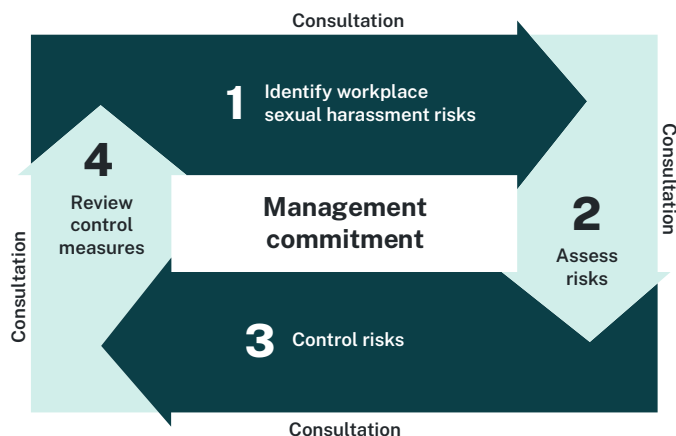 Consultation
1
Identify workplace
sexual harassment risks
Consultation
2
Assess
risks
Management
commitment
4
Review
control
measures
Consultation
3
Control risks
Consultation